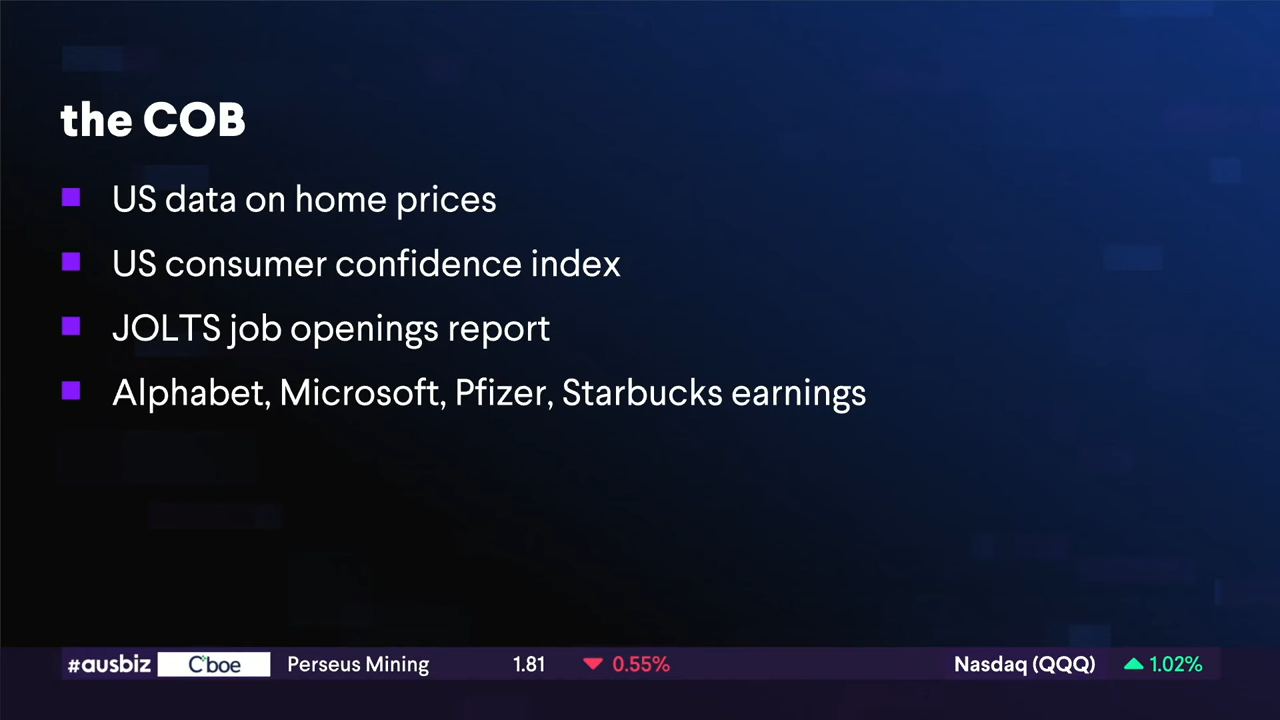 the COB
US data on home prices
US consumer confidence index
JOLTS job openings report
Alphabet, Microsoft, Pfizer, Starbucks earnings
#ausbiz Cboe Perseus Mining 1.81 ▼ 0.55% Nasdaq (QQQ) ▲ 1.02%